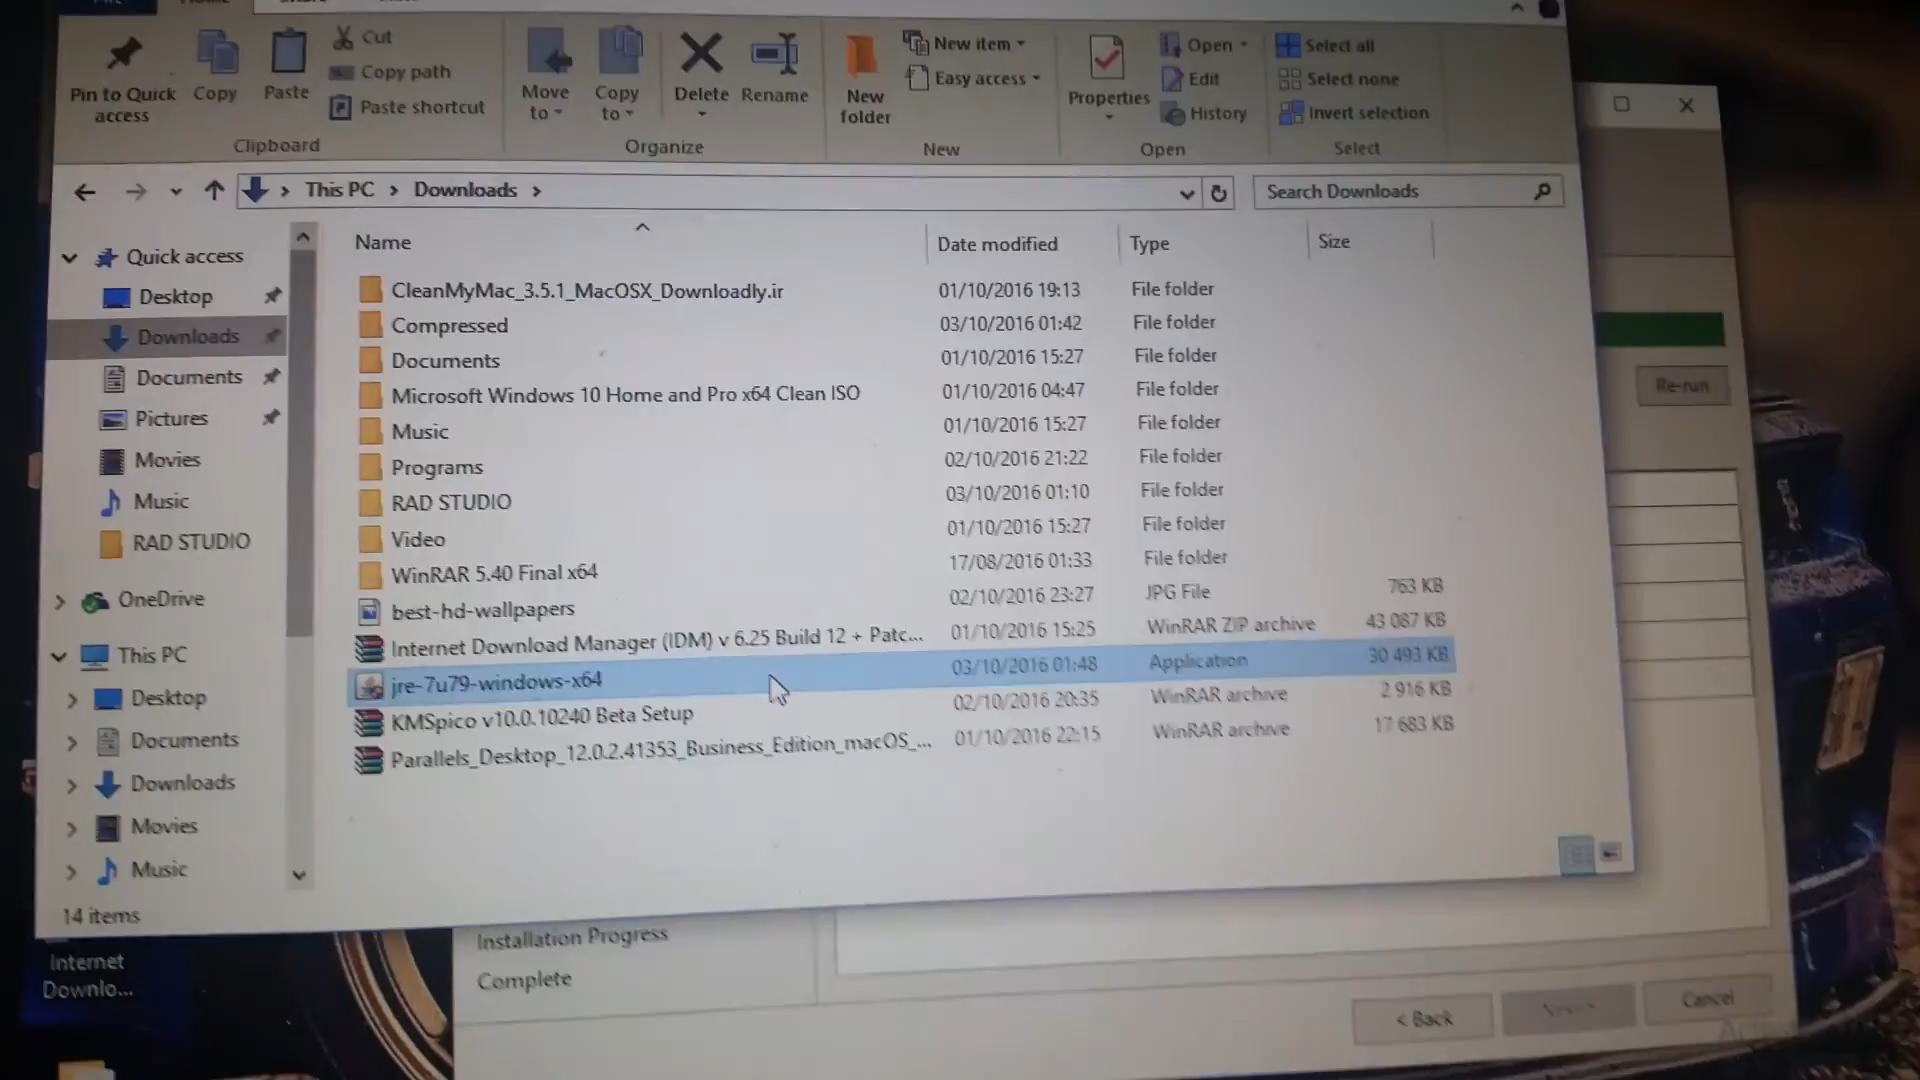 Cut
Copy path
Paste shortcut
Pin to Quick access
Copy
Paste
Clipboard
Move to
Copy to
Delete
Rename
Organize
New folder
New item
Easy access
New
Properties
Open
Edit
History
Open
Select all
Select none
Invert selection
Select
This PC > Downloads >
Search Downloads
Name
Date modified
Type
Size
Quick access
Desktop
Downloads
Documents
Pictures
Movies
Music
RAD STUDIO
OneDrive
This PC
Desktop
Documents
Downloads
Movies
Music
CleanMyMac_3.5.1_MacOSX_Downloadly.ir 01/10/2016 19:13 File folder
Compressed 03/10/2016 01:42 File folder
Documents 01/10/2016 15:27 File folder
Microsoft Windows 10 Home and Pro x64 Clean ISO 01/10/2016 04:47 File folder
Music 01/10/2016 15:27 File folder
Programs 02/10/2016 21:22 File folder
RAD STUDIO 03/10/2016 01:10 File folder
Video 01/10/2016 15:27 File folder
WinRAR 5.40 Final x64 17/08/2016 01:33 File folder
best-hd-wallpapers 02/10/2016 23:27 JPG File 763 KB
Internet Download Manager (IDM) v 6.25 Build 12 + Patc... 01/10/2016 15:25 WinRAR ZIP archive 43 087 KB
jre-7u79-windows-x64 03/10/2016 01:48 Application 30 493 KB
KMSpico v10.0.10240 Beta Setup 02/10/2016 20:35 WinRAR archive 2 916 KB
Parallels_Desktop_12.0.2.41353_Business_Edition_macOS_... 01/10/2016 22:15 WinRAR archive 17 683 KB
14 items
Re-run
Installation Progress
Complete
< Back
Cancel
Internet
Downlo...